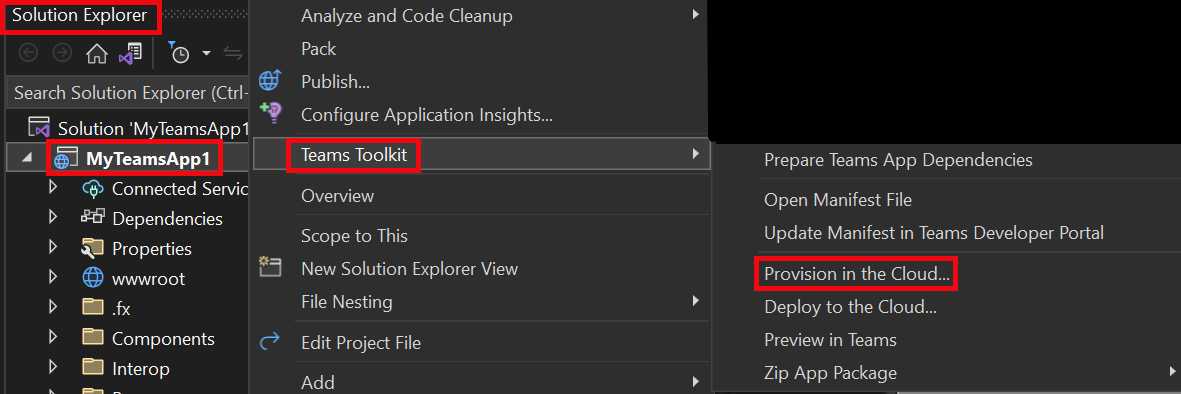 Solution Explorer
Search Solution Explorer (Ctrl-
Solution 'MyTeamsApp1
MyTeamsApp1
Connected Servic
Dependencies
Properties
wwwroot
.fx
Components
Interop
Analyze and Code Cleanup
Pack
Publish...
Configure Application Insights...
Teams Toolkit
Overview
Scope to This
New Solution Explorer View
File Nesting
Edit Project File
Add
Prepare Teams App Dependencies
Open Manifest File
Update Manifest in Teams Developer Portal
Provision in the Cloud...
Deploy to the Cloud...
Preview in Teams
Zip App Package